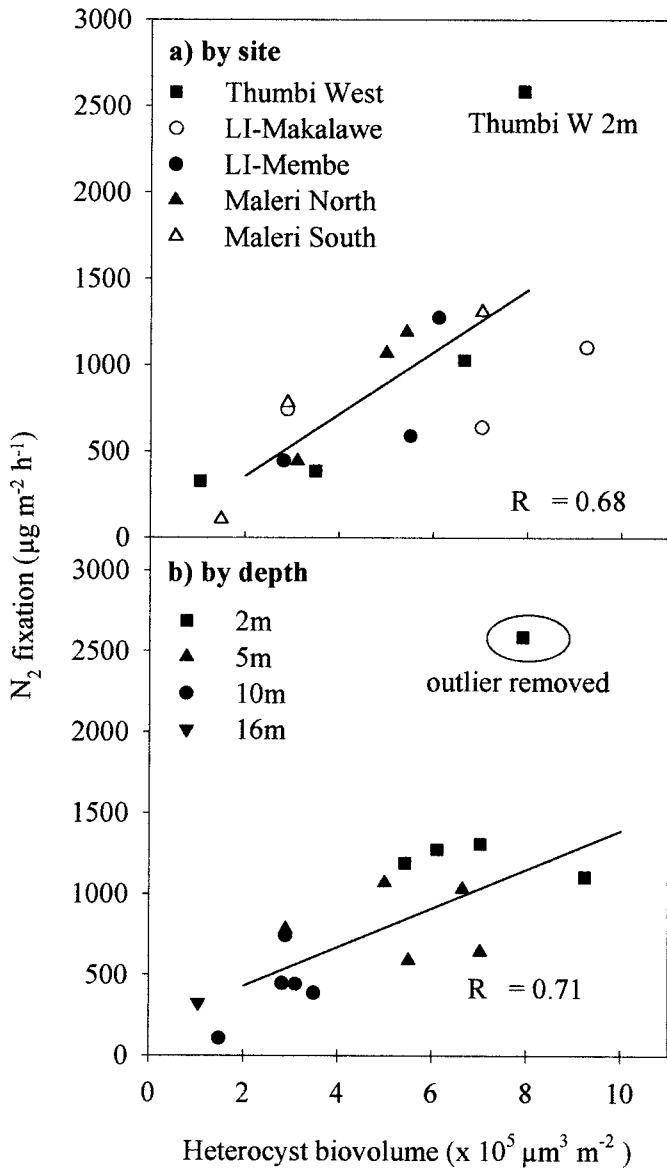 3000
2500
2000
1500
1000
500
0
a) by site
Thumbi West
LI-Makalawe
LI-Membe
Maleri North
Maleri South
Thumbi W 2m
R = 0.68
N₂ fixation (µg m⁻² h⁻¹)
3000
2500
2000
1500
1000
500
0
b) by depth
2m
5m
10m
16m
outlier removed
R = 0.71
0 2 4 6 8 10
Heterocyst biovolume (x 10⁵ µm³ m⁻²)